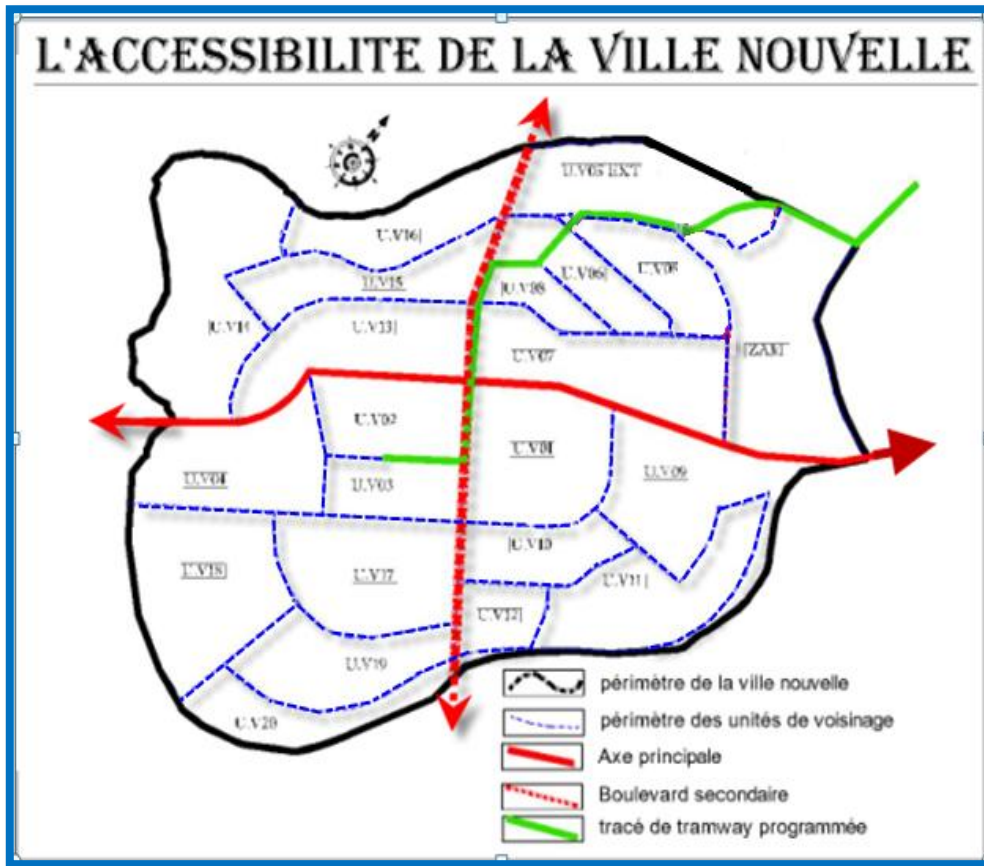 L'ACCESSIBILITE DE LA VILLE NOUVELLE
N
U.V05 EXT
U.V16
U.V15
U.V08
U.V06
U.V05
U.V14
U.V13
U.V07
ZAM
U.V02
U.V01
U.V04
U.V03
U.V09
U.V10
U.V18
U.V17
U.V11
U.V12
U.V19
U.V20
périmètre de la ville nouvelle
périmètre des unités de voisinage
Axe principale
Boulevard secondaire
tracé de tramway programmée